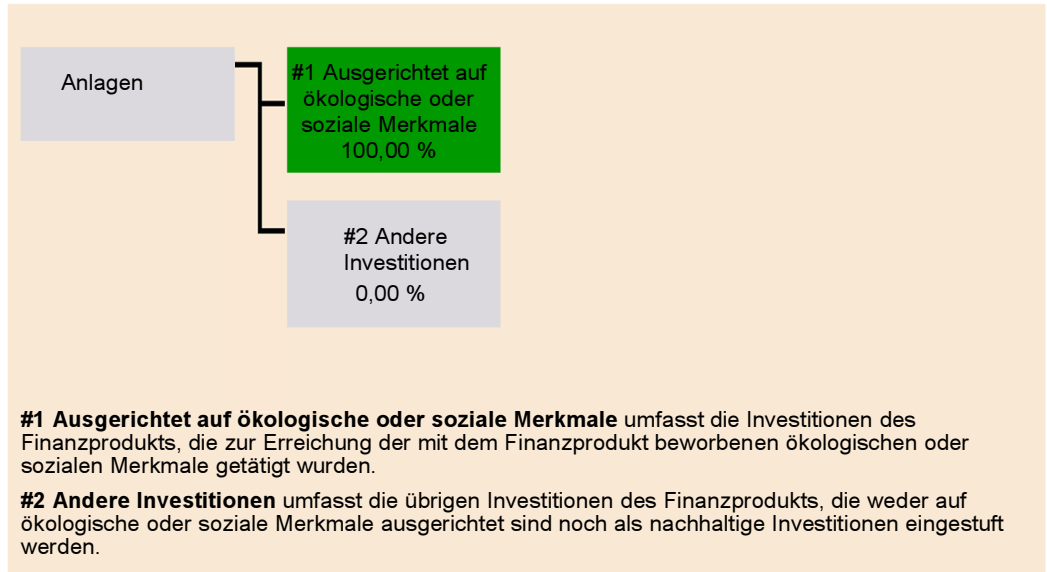 Anlagen
#1 Ausgerichtet auf
ökologische oder
soziale Merkmale
100,00 %
#2 Andere
Investitionen
0,00 %
#1 Ausgerichtet auf ökologische oder soziale Merkmale umfasst die Investitionen des
Finanzprodukts, die zur Erreichung der mit dem Finanzprodukt beworbenen ökologischen oder
sozialen Merkmale getätigt wurden.
#2 Andere Investitionen umfasst die übrigen Investitionen des Finanzprodukts, die weder auf
ökologische oder soziale Merkmale ausgerichtet sind noch als nachhaltige Investitionen eingestuft
werden.